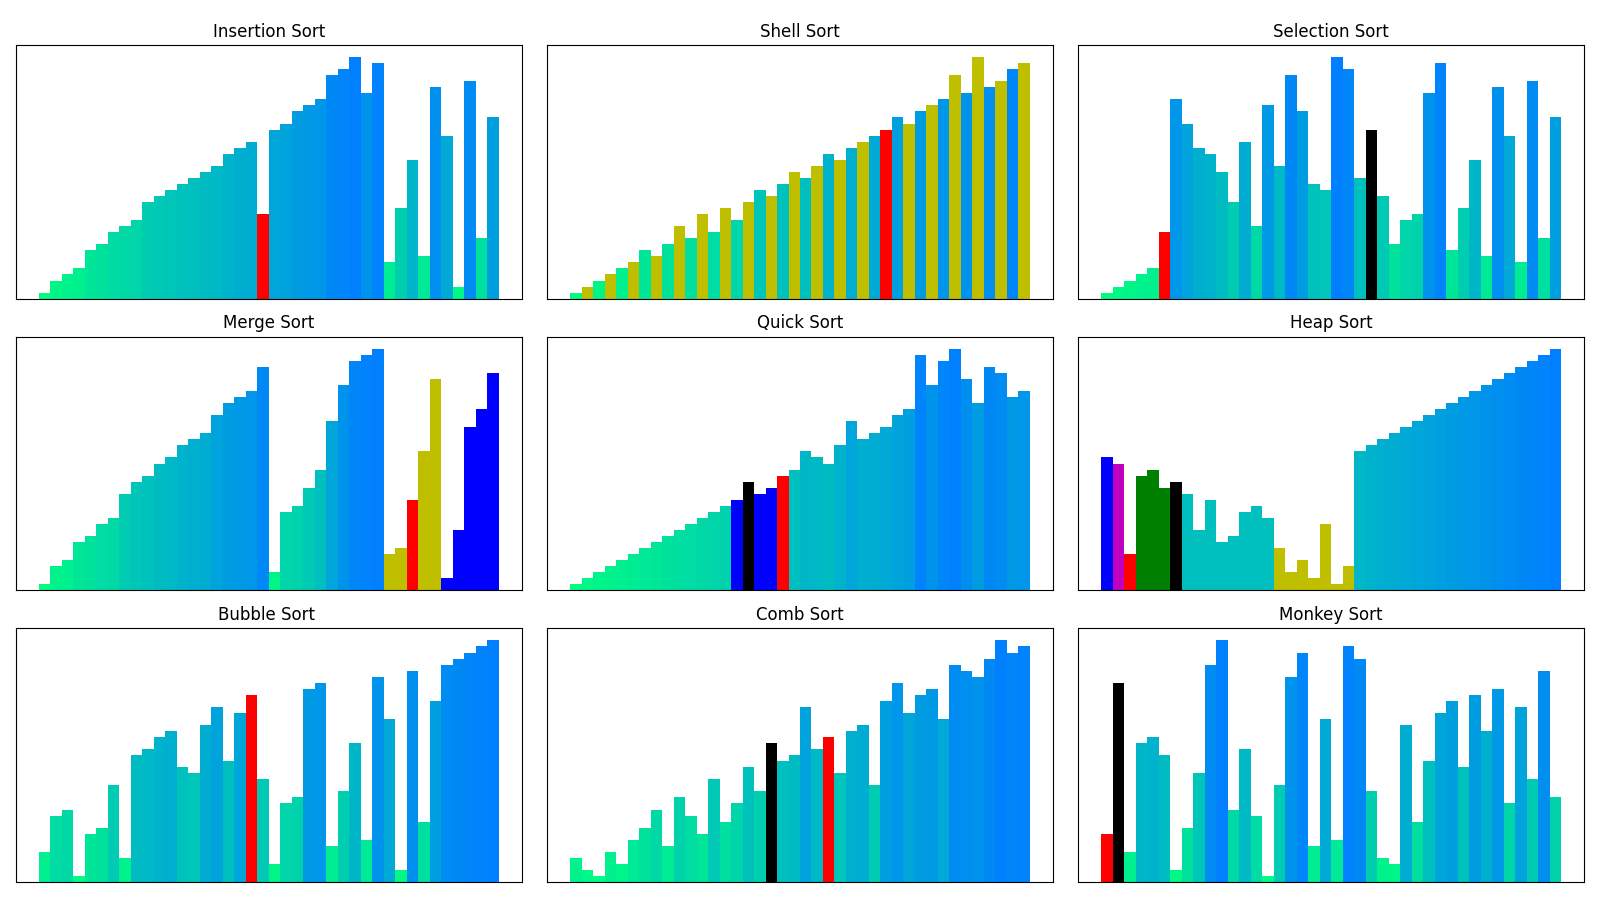 Insertion Sort
Shell Sort
Selection Sort
Merge Sort
Quick Sort
Heap Sort
Bubble Sort
Comb Sort
Monkey Sort